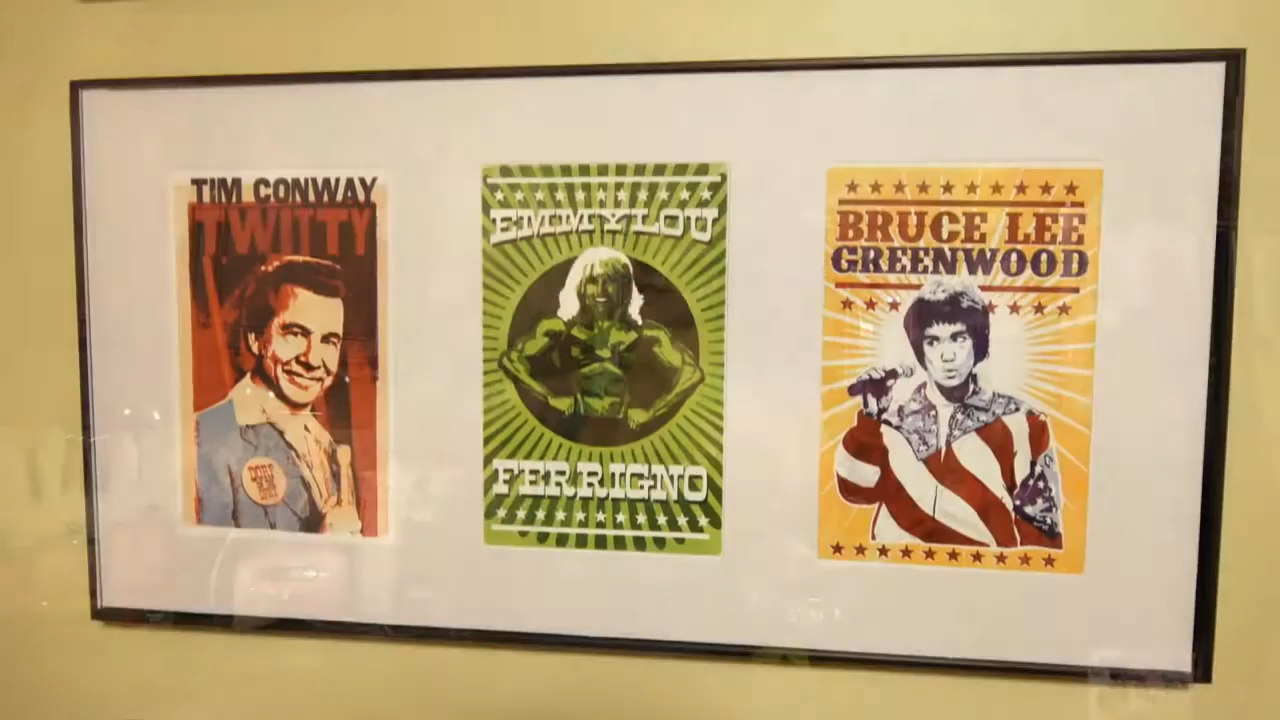 TIM CONWAY
TWITTY
EMMYLOU
FERRIGNO
BRUCE LEE
GREENWOOD